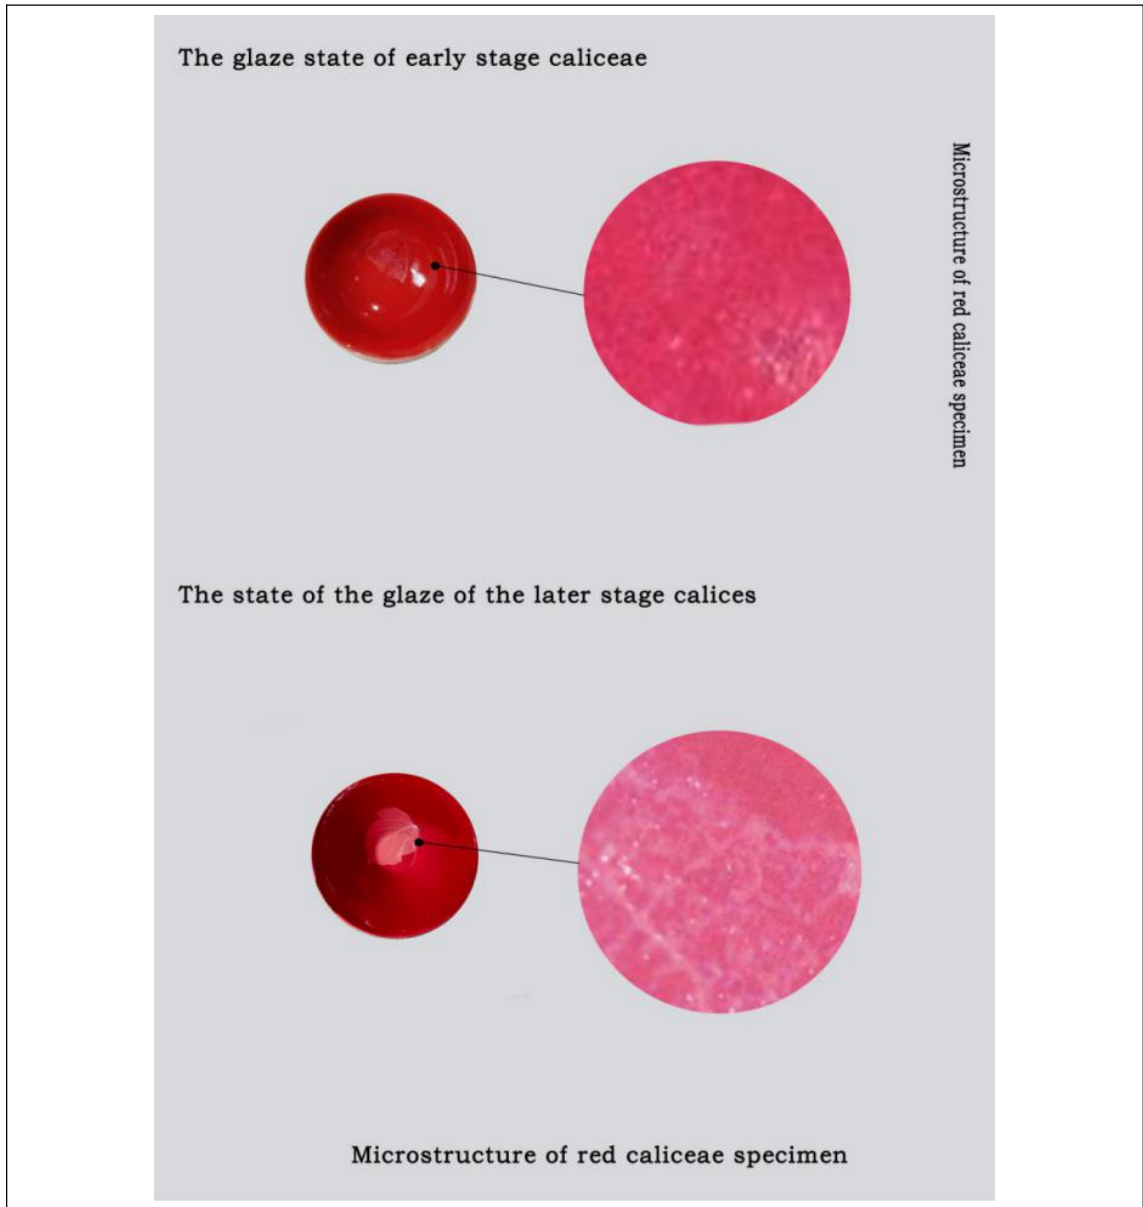 The glaze state of early stage caliceae
Microstructure of red caliceae specimen
The state of the glaze of the later stage calices
Microstructure of red caliceae specimen